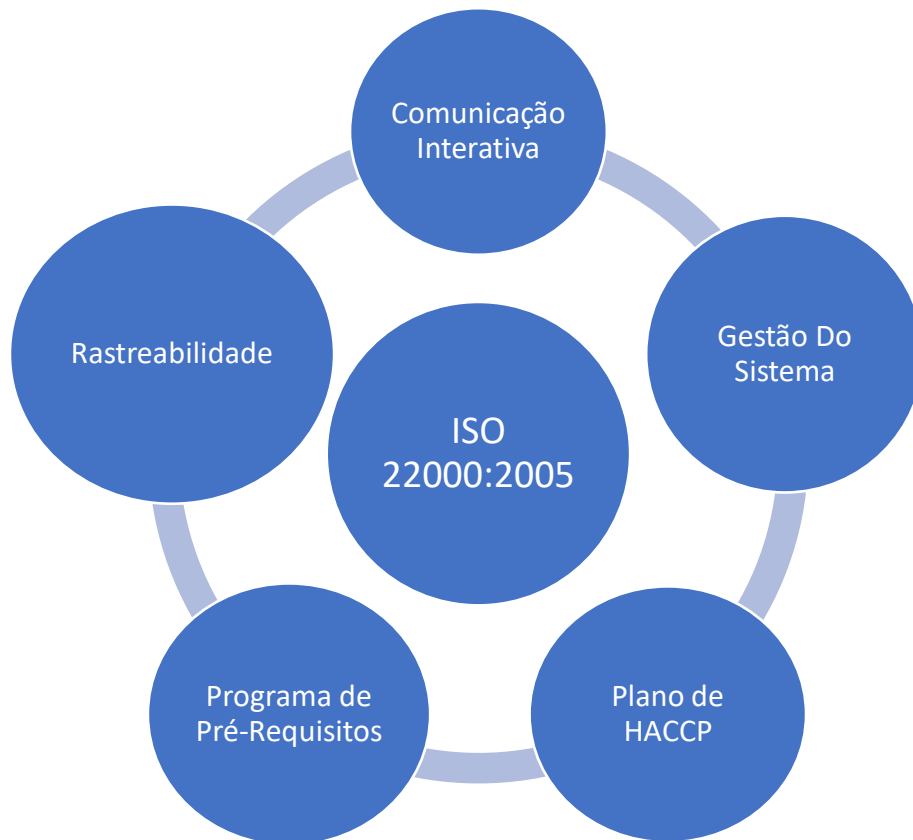 Comunicação
Interativa
Gestão Do
Sistema
Plano de
HACCP
Programa de
Pré-Requisitos
Rastreabilidade
ISO
22000:2005